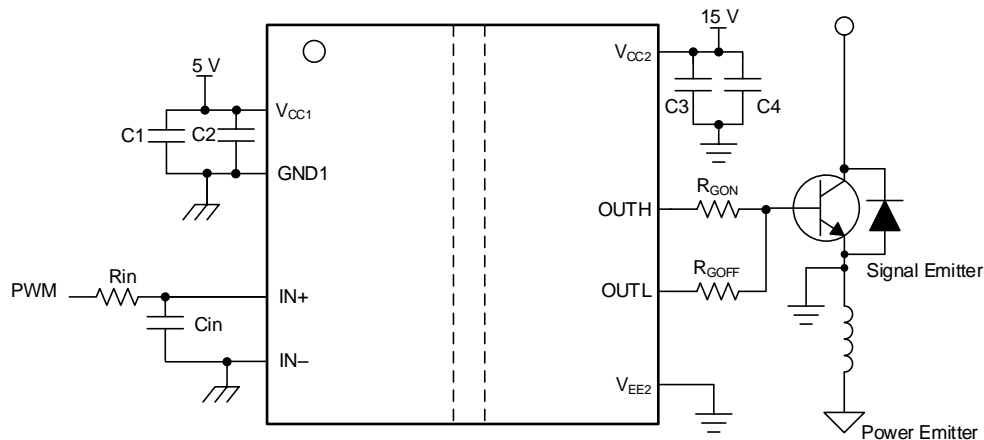 15 V
5 V
VCC2
VCC1
C3
C4
C1
C2
GND1
RGON
OUTH
RGOFF
Signal Emitter
OUTL
PWM
Rin
IN+
Cin
IN–
VEE2
Power Emitter